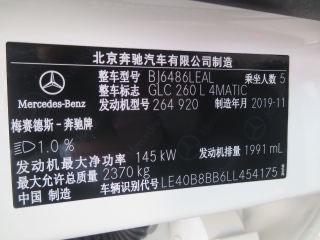 北京奔驰汽车有限公司制造
整车型号 BJ6486LEAL 乘坐人数 5
整车标志 GLC 260 L 4MATIC
发动机型号 264 920 制造年月 2019-11
Mercedes-Benz
梅赛德斯-奔驰牌
1.0 %
发动机最大净功率 145 kW 发动机排量 1991 mL
最大允许总质量 2370 kg
中国 制造 车辆识别代号 LE40B8BB6LL454175